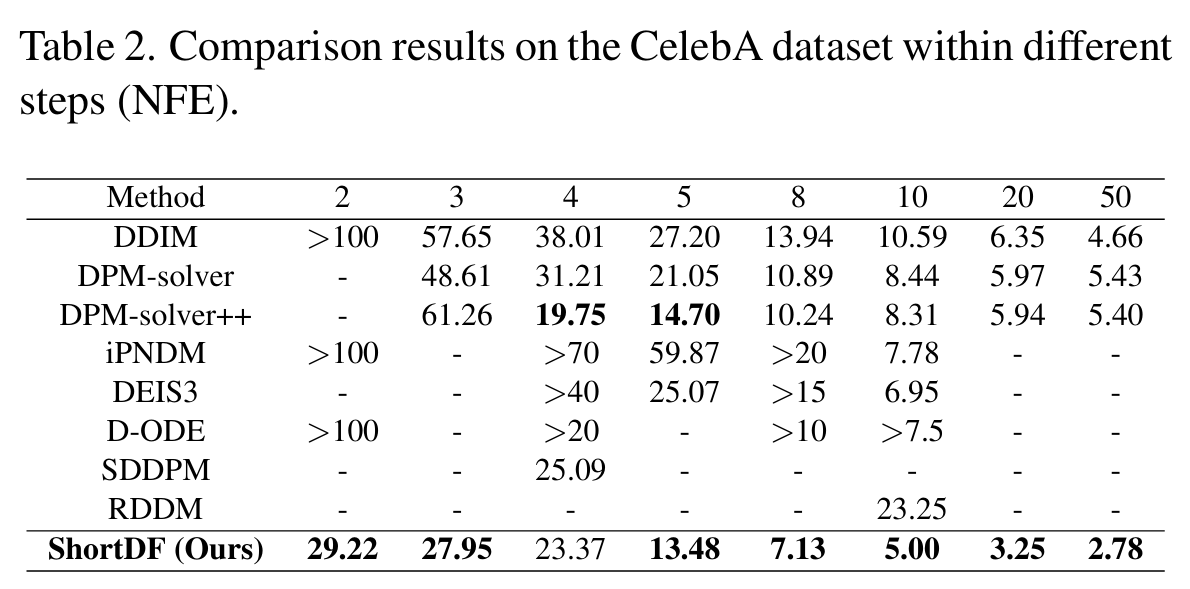 Table 2. Comparison results on the CelebA dataset within different
steps (NFE).
Method 2 3 4 5 8 10 20 50
DDIM >100 57.65 38.01 27.20 13.94 10.59 6.35 4.66
DPM-solver - 48.61 31.21 21.05 10.89 8.44 5.97 5.43
DPM-solver++ - 61.26 19.75 14.70 10.24 8.31 5.94 5.40
iPNDM >100 - >70 59.87 >20 7.78 - -
DEIS3 - - >40 25.07 >15 6.95 - -
D-ODE >100 - >20 - >10 >7.5 - -
SDDPM - - 25.09 - - - - -
RDDM - - - - - 23.25 - -
ShortDF (Ours) 29.22 27.95 23.37 13.48 7.13 5.00 3.25 2.78